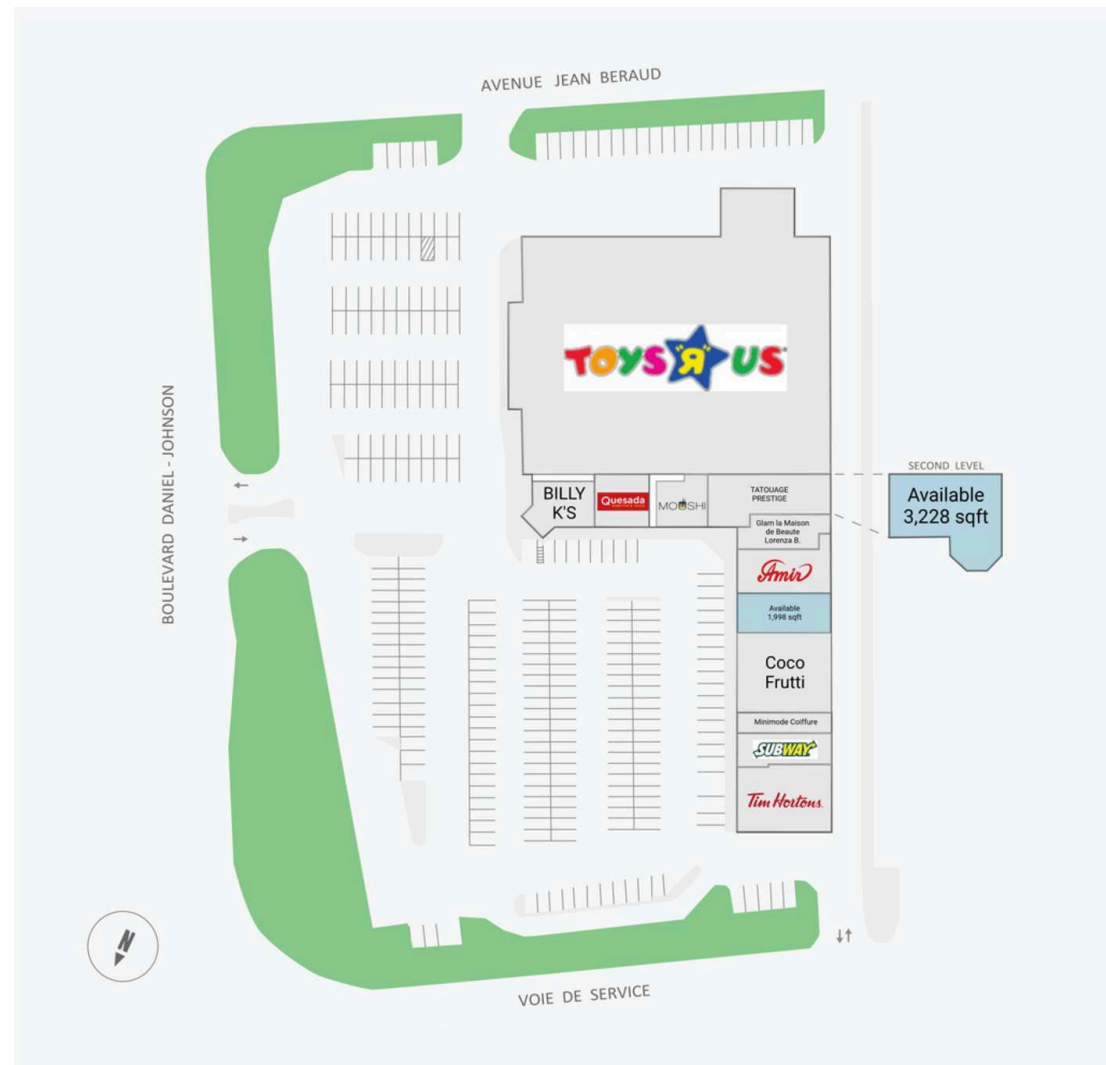 AVENUE JEAN BERAUD
TOYS "R" US
BOULEVARD DANIEL - JOHNSON
SECOND LEVEL
Available
3,228 sqft
BILLY
K'S
Quesada
MOUSHI
TATOUAGE
PRESTIGE
Glam la Maison
de Beaute
Lorenza B.
Amir
Available
1,998 sqft
Coco
Frutti
Minimode Coiffure
SUBWAY
Tim Hortons
N
VOIE DE SERVICE